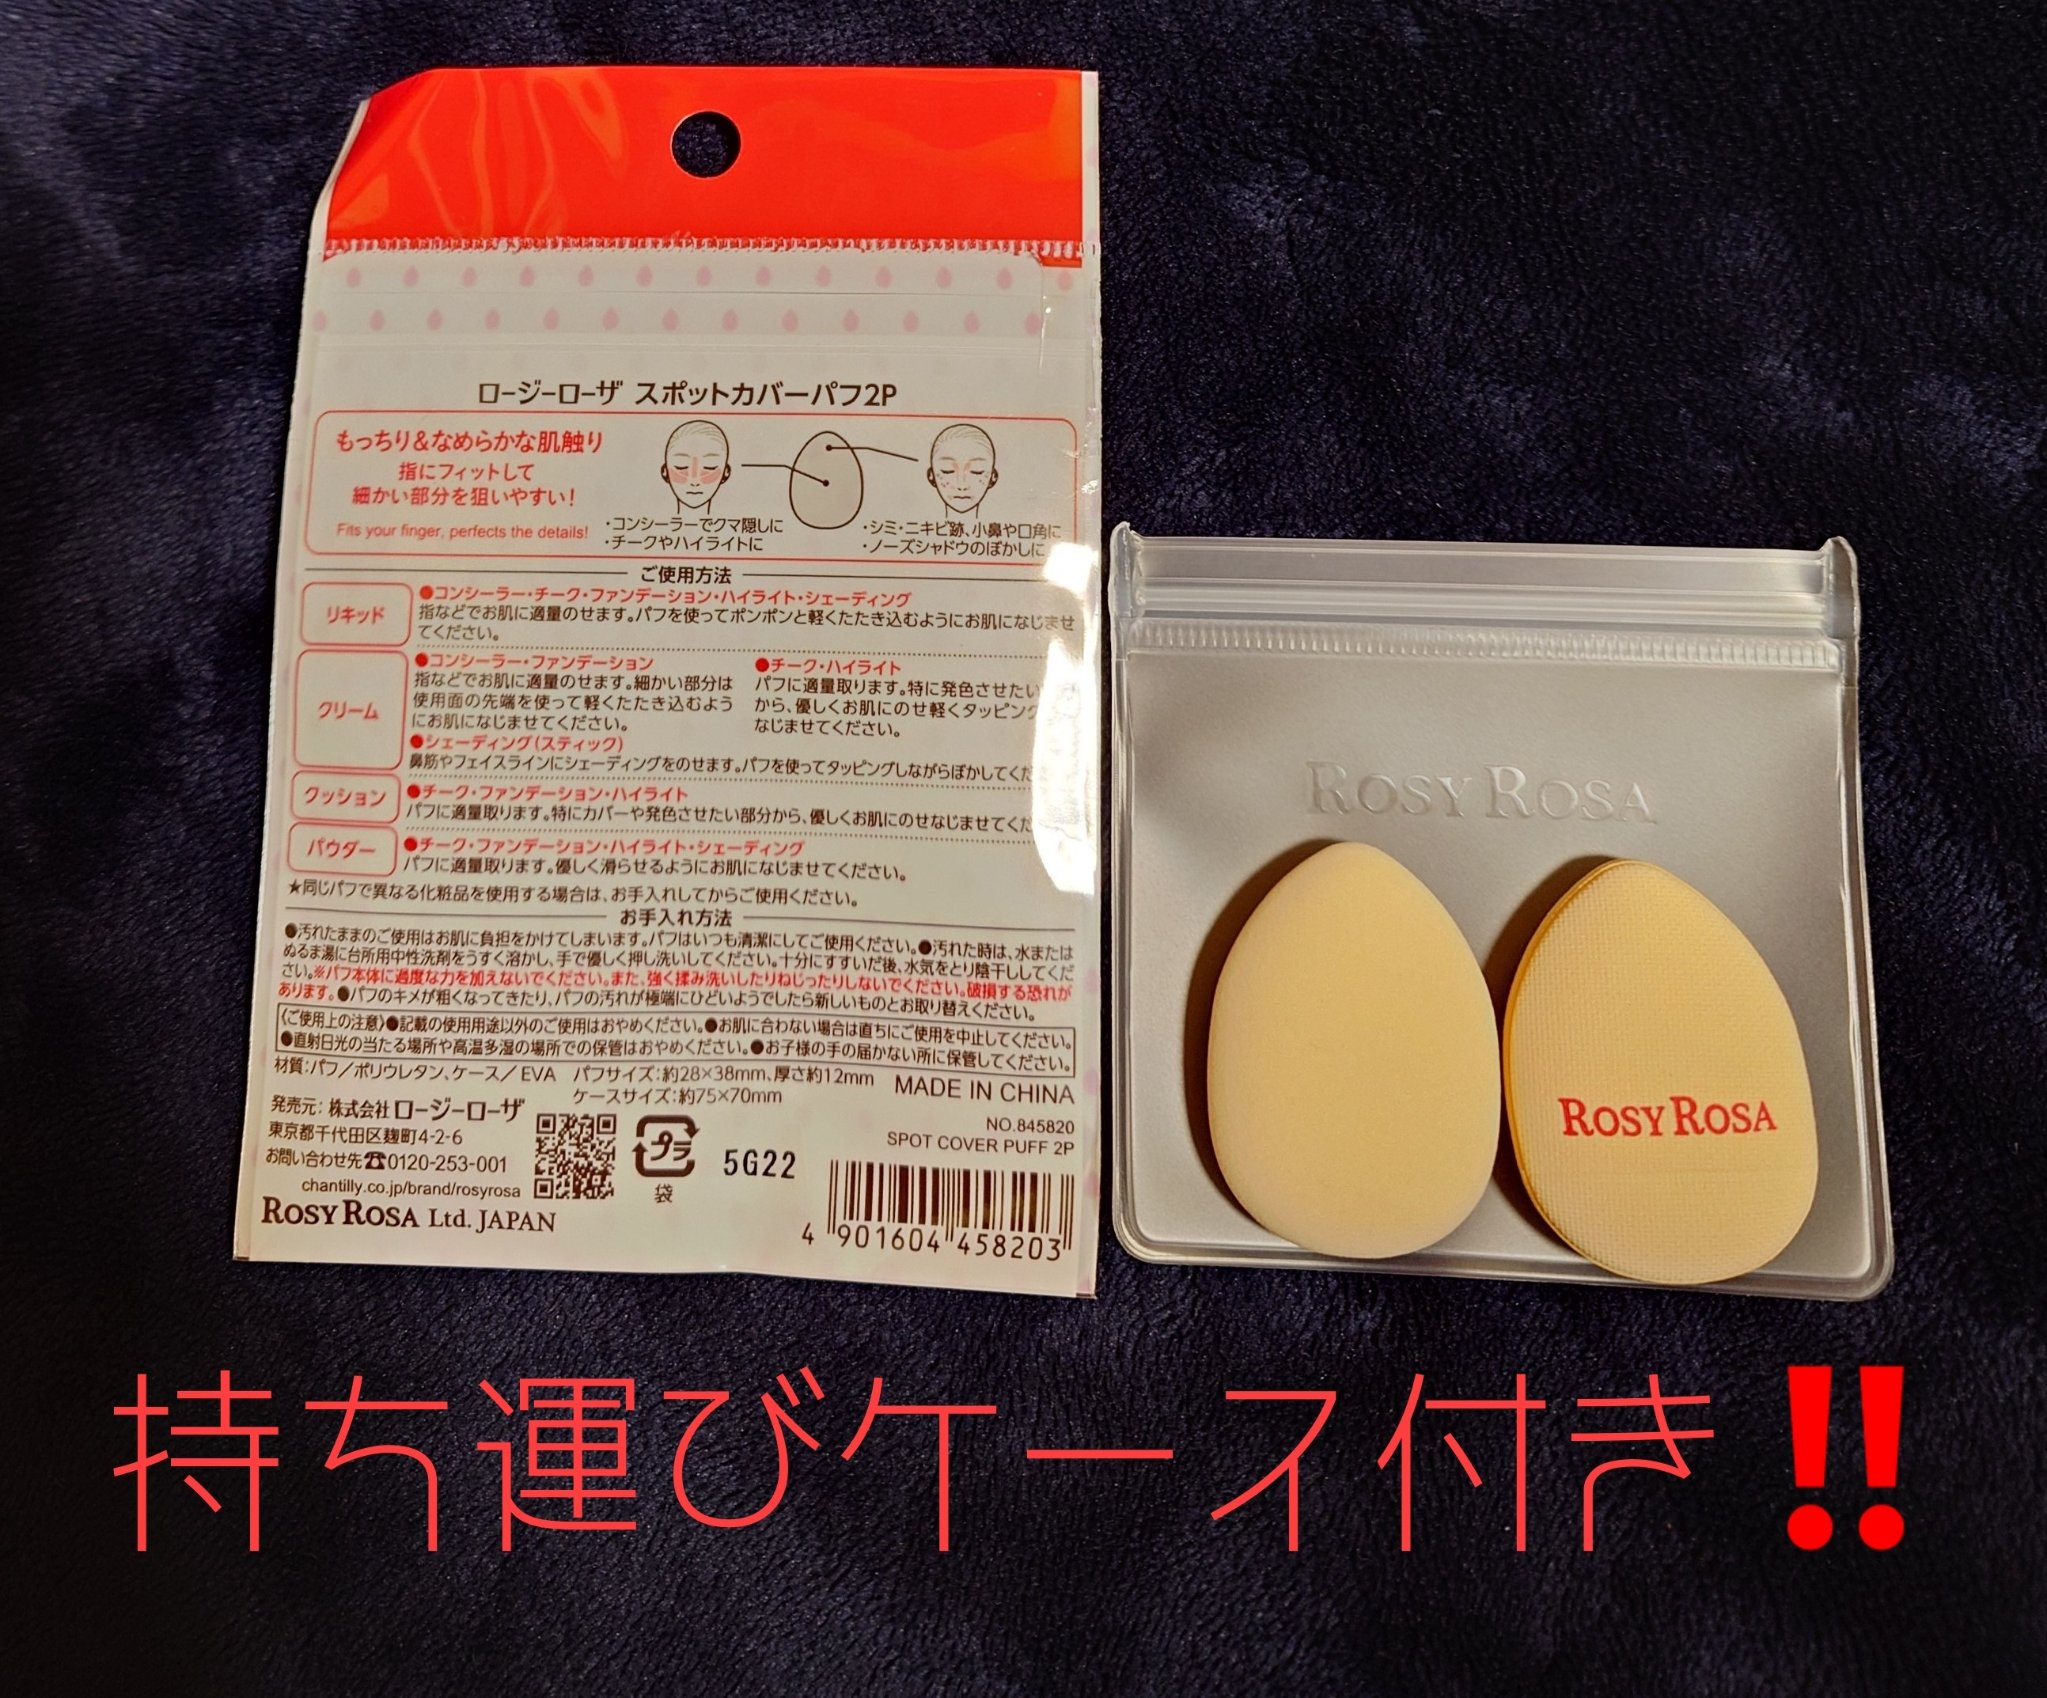 ロージーローザ スポットカバーパフ2P
もっちり&なめらかな肌触り
指にフィットして
細かい部分を狙いやすい!
Fits your finger, perfects the details!
・コンシーラーでクマ隠しに
・チークやハイライトに
・シミ・ニキビ跡、小鼻や口角に
・ノーズシャドウのぼかしに
ご使用方法
リキッド
●コンシーラー・チーク・ファンデーション・ハイライト・シェーディング
指などでお肌に適量のせます。パフを使ってポンポンと軽くたたき込むようにお肌になじませ
てください。
クリーム
●コンシーラー・ファンデーション
指などでお肌に適量のせます。細かい部分は
使用面の先端を使って軽くたたき込むよう
にお肌になじませてください。
●チーク・ハイライト
パフに適量取ります。特に発色させたい
から、優しくお肌にのせ軽くタッピング
なじませてください。
●シェーディング(スティック)
鼻筋やフェイスラインにシェーディングをのせます。パフを使ってタッピングしながらぼかしてくだ
クッション
●チーク・ファンデーション・ハイライト
パフに適量取ります。特にカバーや発色させたい部分から、優しくお肌にのせなじませてくだ
パウダー
●チーク・ファンデーション・ハイライト・シェーディング
パフに適量取ります。優しく滑らせるようにお肌になじませてください。
★同じパフで異なる化粧品を使用する場合は、お手入れしてからご使用ください。
お手入れ方法
●汚れたままのご使用はお肌に負担をかけてしまいます。パフはいつも清潔にしてご使用ください。●汚れた時は、水または
ぬるま湯に台所用中性洗剤をうすく溶かし、手で優しく押し洗いしてください。十分にすすいだ後、水気をとり陰干ししてくだ
さい。※パフ本体に過度な力を加えないでください。また、強く揉み洗いしたりねじったりしないでください。破損する恐れが
あります。●パフのキメが粗くなってきたり、パフの汚れが極端にひどいようでしたら新しいものとお取り替えください。
〈ご使用上の注意〉●記載の使用用途以外のご使用はおやめください。●お肌に合わない場合は直ちにご使用を中止してください。
●直射日光の当たる場所や高温多湿の場所での保管はおやめください。●お子様の手の届かない所に保管してください。
材質:パフ/ポリウレタン、ケース/EVA パフサイズ:約28×38mm、厚さ約12mm
ケースサイズ:約75×70mm
MADE IN CHINA
発売元: 株式会社 ロージーローザ
東京都千代田区麹町4-2-6
お問い合わせ先☎0120-253-001
chantilly.co.jp/brand/rosyrosa
ROSY ROSA Ltd. JAPAN
プラ
袋
5G22
NO.845820
SPOT COVER PUFF 2P
4 901604 458203
ROSY ROSA
ROSY ROSA
持ち運びケース付き‼